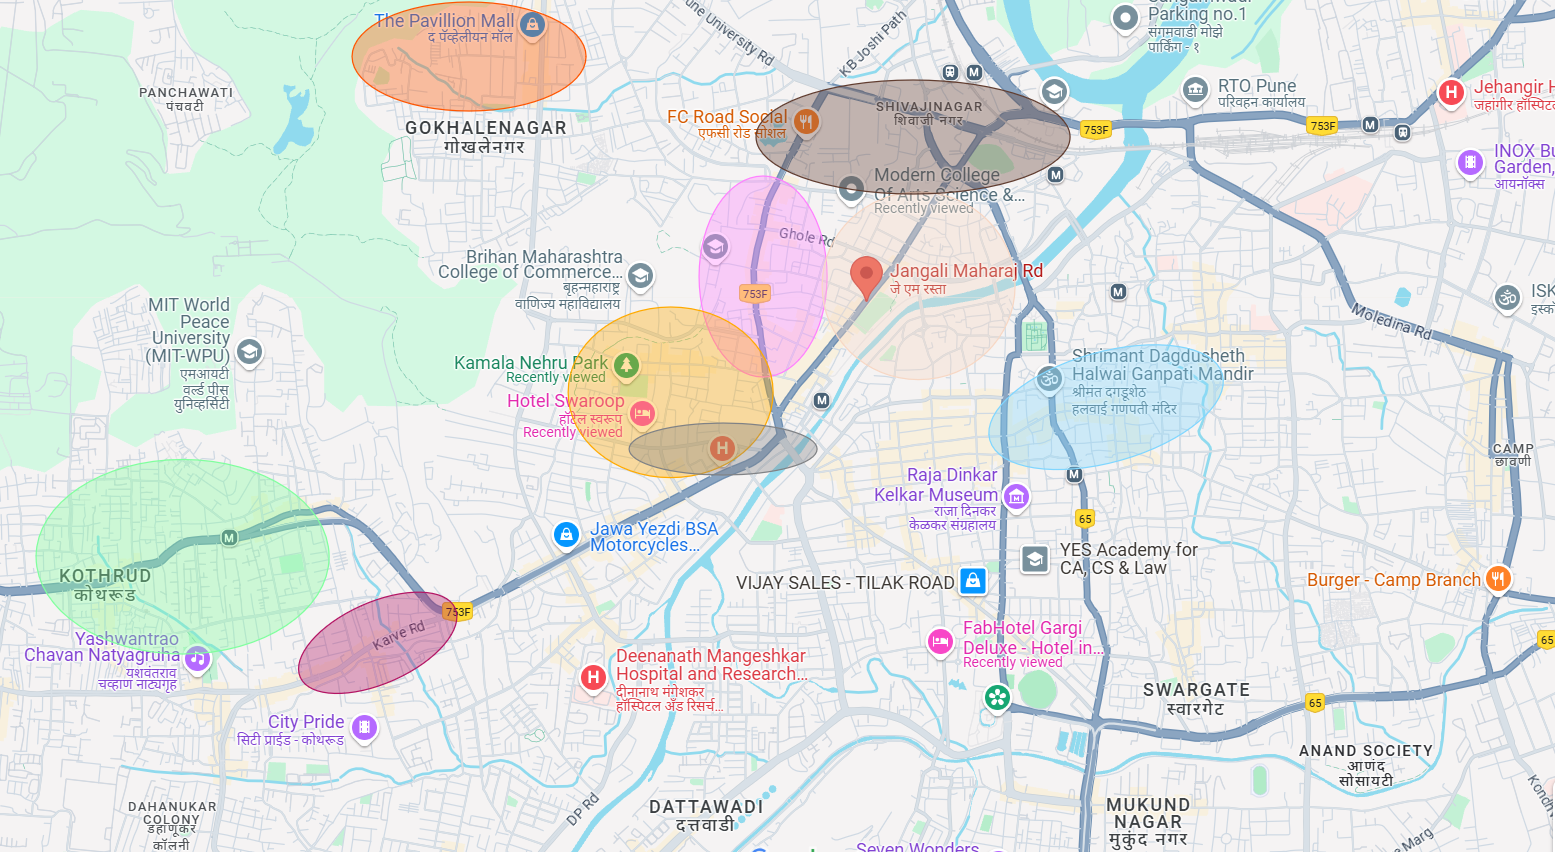 The Pavillion Mall
द पॅव्हेलीयन मॉल
une University Rd
KB Joshi Path
Parking no.1
संगमवाडी मोझे
पार्किंग - १
PANCHAWATI
पंचवटी
RTO Pune
परिवहन कार्यालय
Jehangir H
जहांगीर हॉस्पिट
SHIVAJINAGAR
शिवाजी नगर
FC Road Social
एफसी रोड सोशल
753F
753F
GOKHALENAGAR
गोखलेनगर
INOX Bu
Garden,
आयनॉक्स
Modern College
Of Arts Science &...
Recently viewed
Ghole Rd
Brihan Maharashtra
College of Commerce...
बृहन्महाराष्ट्र
वाणिज्य महाविद्यालय
Jangali Maharaj Rd
जे एम रस्ता
753F
ISK
इस्को
MIT World
Peace
University
(MIT-WPU)
एमआयटी
वर्ल्ड पीस
युनिव्हर्सिटी
Moledina Rd
Kamala Nehru Park
Recently viewed
Shrimant Dagdusheth
Halwai Ganpati Mandir
श्रीमंत दगडूशेठ
हलवाई गणपती मंदिर
Hotel Swaroop
हॉटेल स्वरूप
Recently viewed
CAMP
छावणी
Raja Dinkar
Kelkar Museum
राजा दिनकर
केळकर संग्रहालय
65
Jawa Yezdi BSA
Motorcycles...
YES Academy for
CA, CS & Law
KOTHRUD
कोथरूड
VIJAY SALES - TILAK ROAD
Burger - Camp Branch
753F
Karve Rd
Yashwantrao
Chavan Natyagruha
यशवंतराव
चव्हाण नाट्यगृह
FabHotel Gargi
Deluxe - Hotel in...
Recently viewed
65
Deenanath Mangeshkar
Hospital and Research...
दीनानाथ मंगेशकर
हॉस्पिटल अँड रिसर्च...
SWARGATE
स्वारगेट
65
City Pride
सिटी प्राईड - कोथरूड
ANAND SOCIETY
आणंद
सोसायटी
DAHANUKAR
COLONY
डहाणूकर
कॉलनी
DP Rd
DATTAWADI
दत्तवाडी
MUKUND
NAGAR
मुकुंद नगर
Kondh
e Marg
Seven Wonders